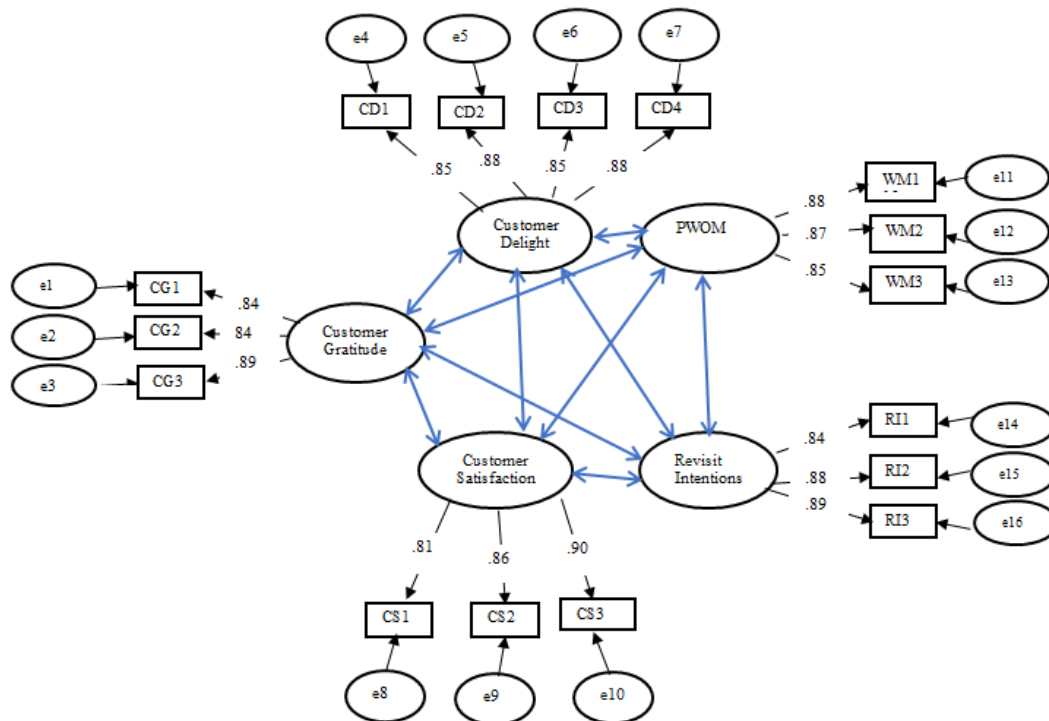 e4
e5
e6
e7
CD1
CD2
CD3
CD4
.85
.88
.85
.88
Customer
Delight
PWOM
.88
.87
.85
WM1
WM2
WM3
e11
e12
e13
e1
e2
e3
CG1
CG2
CG3
.84
84
.89
Customer
Gratitude
Customer
Satisfaction
Revisit
Intentions
.84
.88
.89
RI1
RI2
RI3
e14
e15
e16
.81
.86
.90
CS1
CS2
CS3
e8
e9
e10